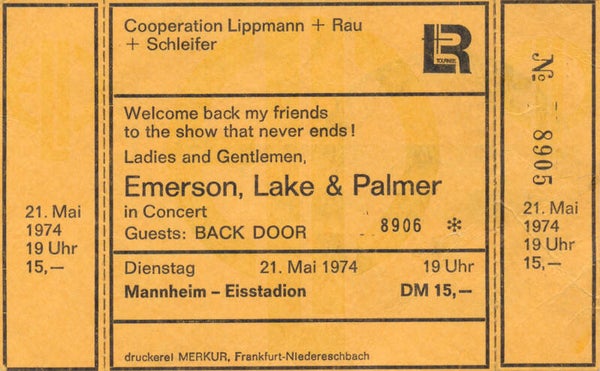 Cooperation Lippmann + Rau
+ Schleifer
LR
TOURNEE
Welcome back my friends
to the show that never ends!
Ladies and Gentlemen,
Emerson, Lake & Palmer
in Concert
Guests: BACK DOOR
8906 *
Dienstag 21. Mai 1974 19 Uhr
Mannheim – Eisstadion DM 15,—
druckerei MERKUR, Frankfurt-Niedereschbach
21. Mai
1974
19 Uhr
15,—
№ 8905
21. Mai
1974
19 Uhr
15,—